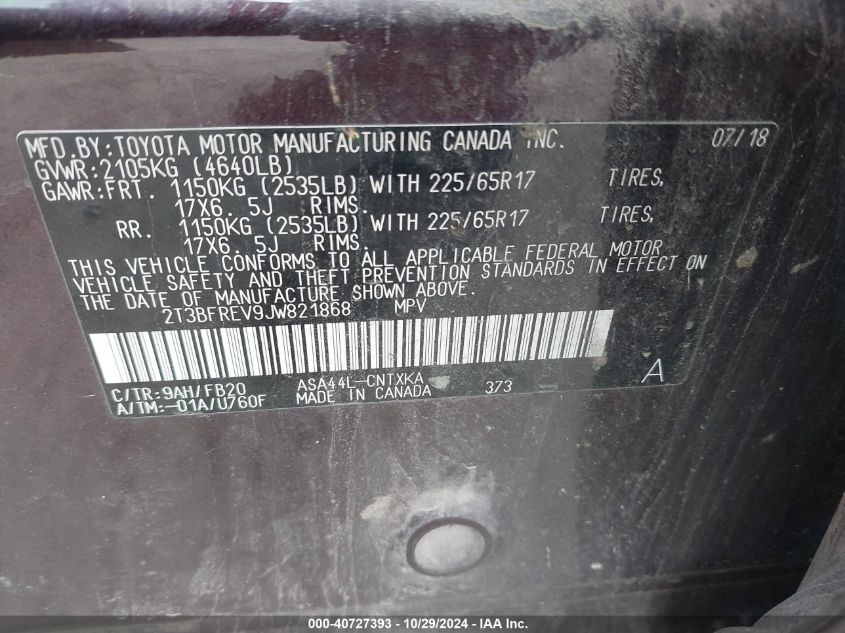 MFD.BY:TOYOTA MOTOR MANUFACTURING CANADA INC. 07/18
GVWR:2105KG (4640LB)
GAWR:FRT. 1150KG (2535LB) WITH 225/65R17 TIRES,
17X6.5J RIMS.
RR. 1150KG (2535LB) WITH 225/65R17 TIRES,
17X6.5J RIMS.
THIS VEHICLE CONFORMS TO ALL APPLICABLE FEDERAL MOTOR
VEHICLE SAFETY AND THEFT PREVENTION STANDARDS IN EFFECT ON
THE DATE OF MANUFACTURE SHOWN ABOVE.
2T3BFREV9JW821868 MPV
C/TR:9AH/FB20 ASA44L-CNTXKA 373 A
A/TM:-01A/U760F MADE IN CANADA
000-40727393 - 10/29/2024 - IAA Inc.